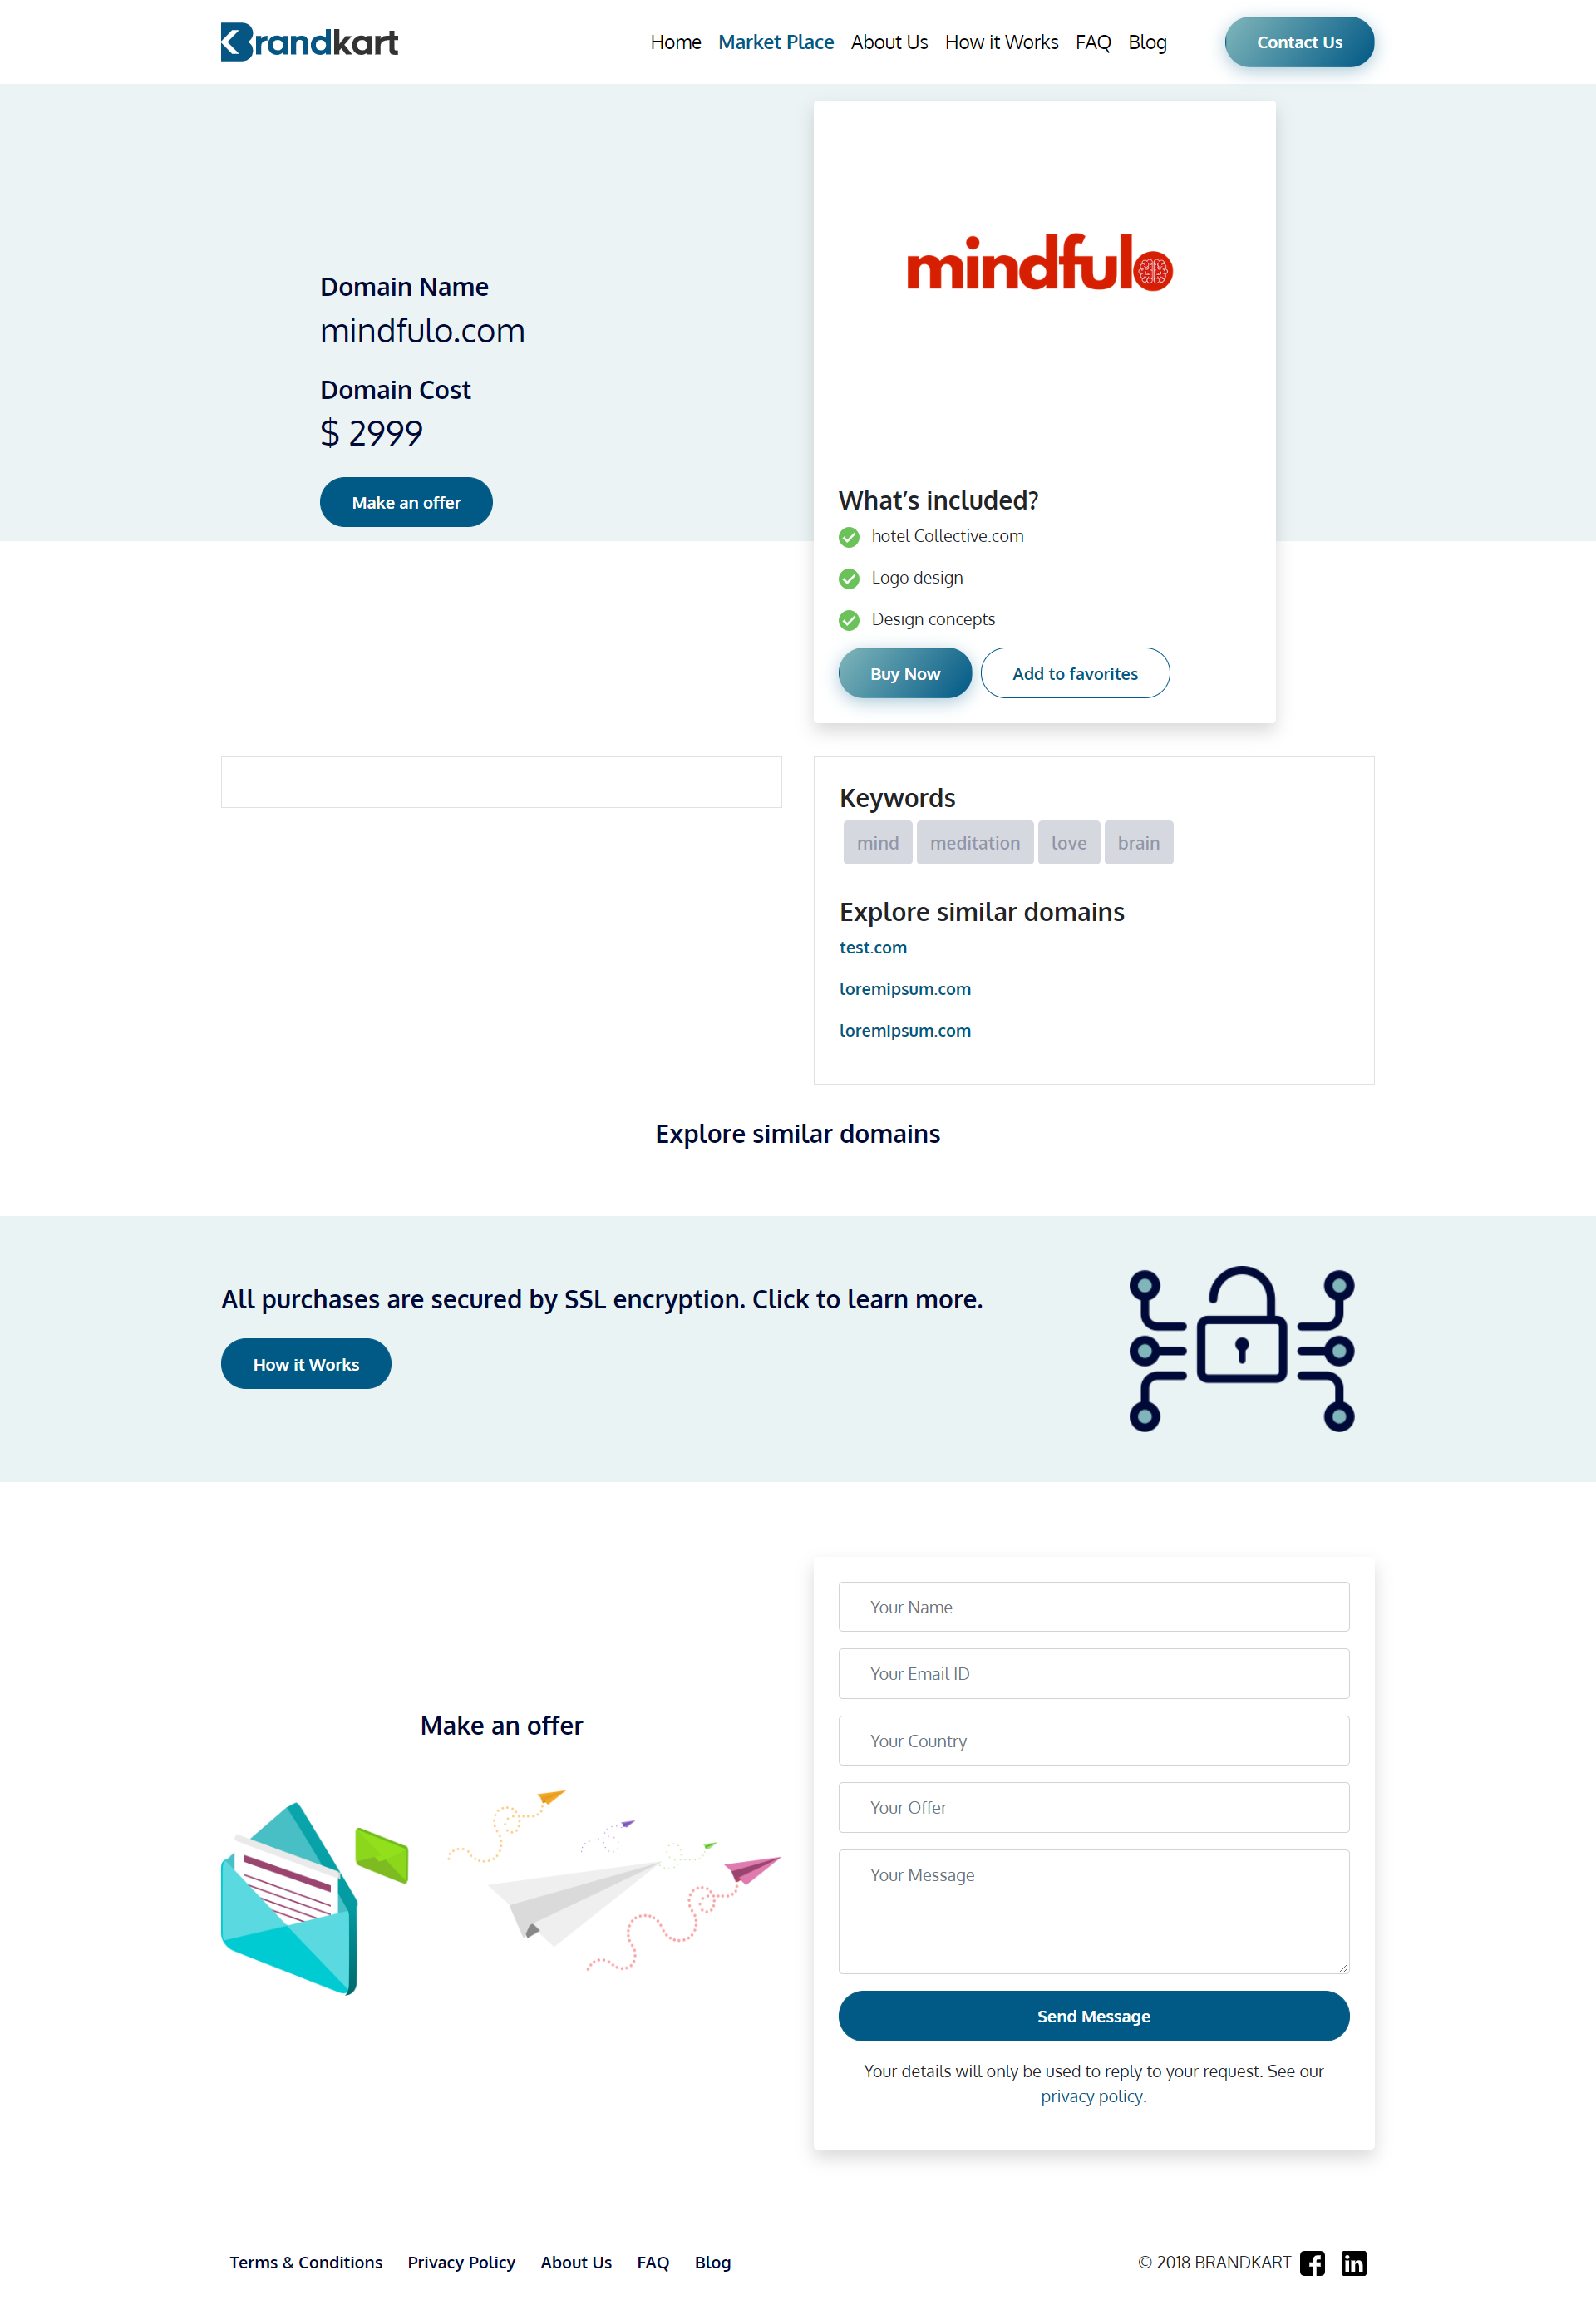 Brandkart
Home Market Place About Us How it Works FAQ Blog Contact Us
Domain Name
mindfulo.com
Domain Cost
$ 2999
Make an offer
mindfulo
What's included?
hotel Collective.com
Logo design
Design concepts
Buy Now Add to favorites
Keywords
mind meditation love brain
Explore similar domains
test.com
loremipsum.com
loremipsum.com
Explore similar domains
All purchases are secured by SSL encryption. Click to learn more.
How it Works
Make an offer
Your Name
Your Email ID
Your Country
Your Offer
Your Message
Send Message
Your details will only be used to reply to your request. See our
privacy policy.
Terms & Conditions Privacy Policy About Us FAQ Blog
© 2018 BRANDKART